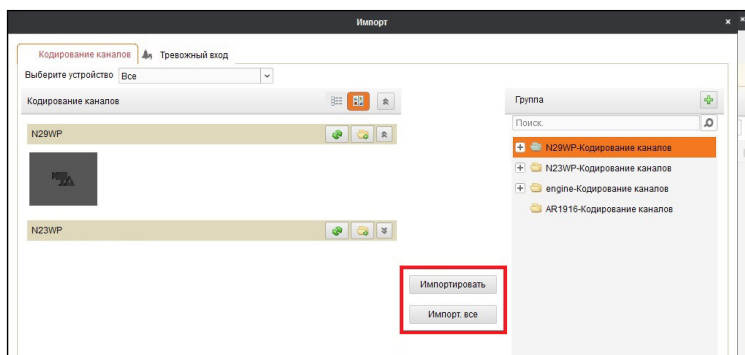 Импорт
Кодирование каналов
Тревожный вход
Выберите устройство Все
Кодирование каналов
Группа
Поиск.
N29WP
N29WP-Кодирование каналов
N23WP-Кодирование каналов
engine-Кодирование каналов
AR1916-Кодирование каналов
N23WP
Импортировать
Импорт. все